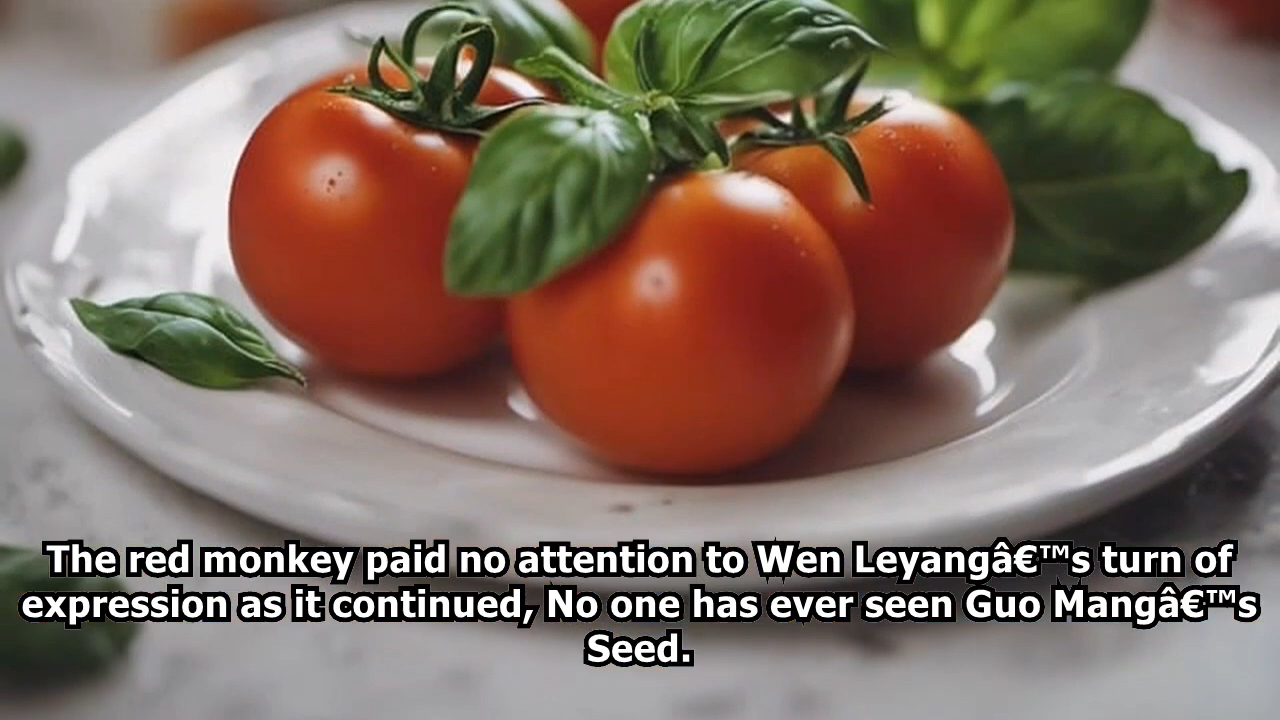 The red monkey paid no attention to Wen Leyangâ€™s turn of
expression as it continued, No one has ever seen Guo Mangâ€™s
Seed.